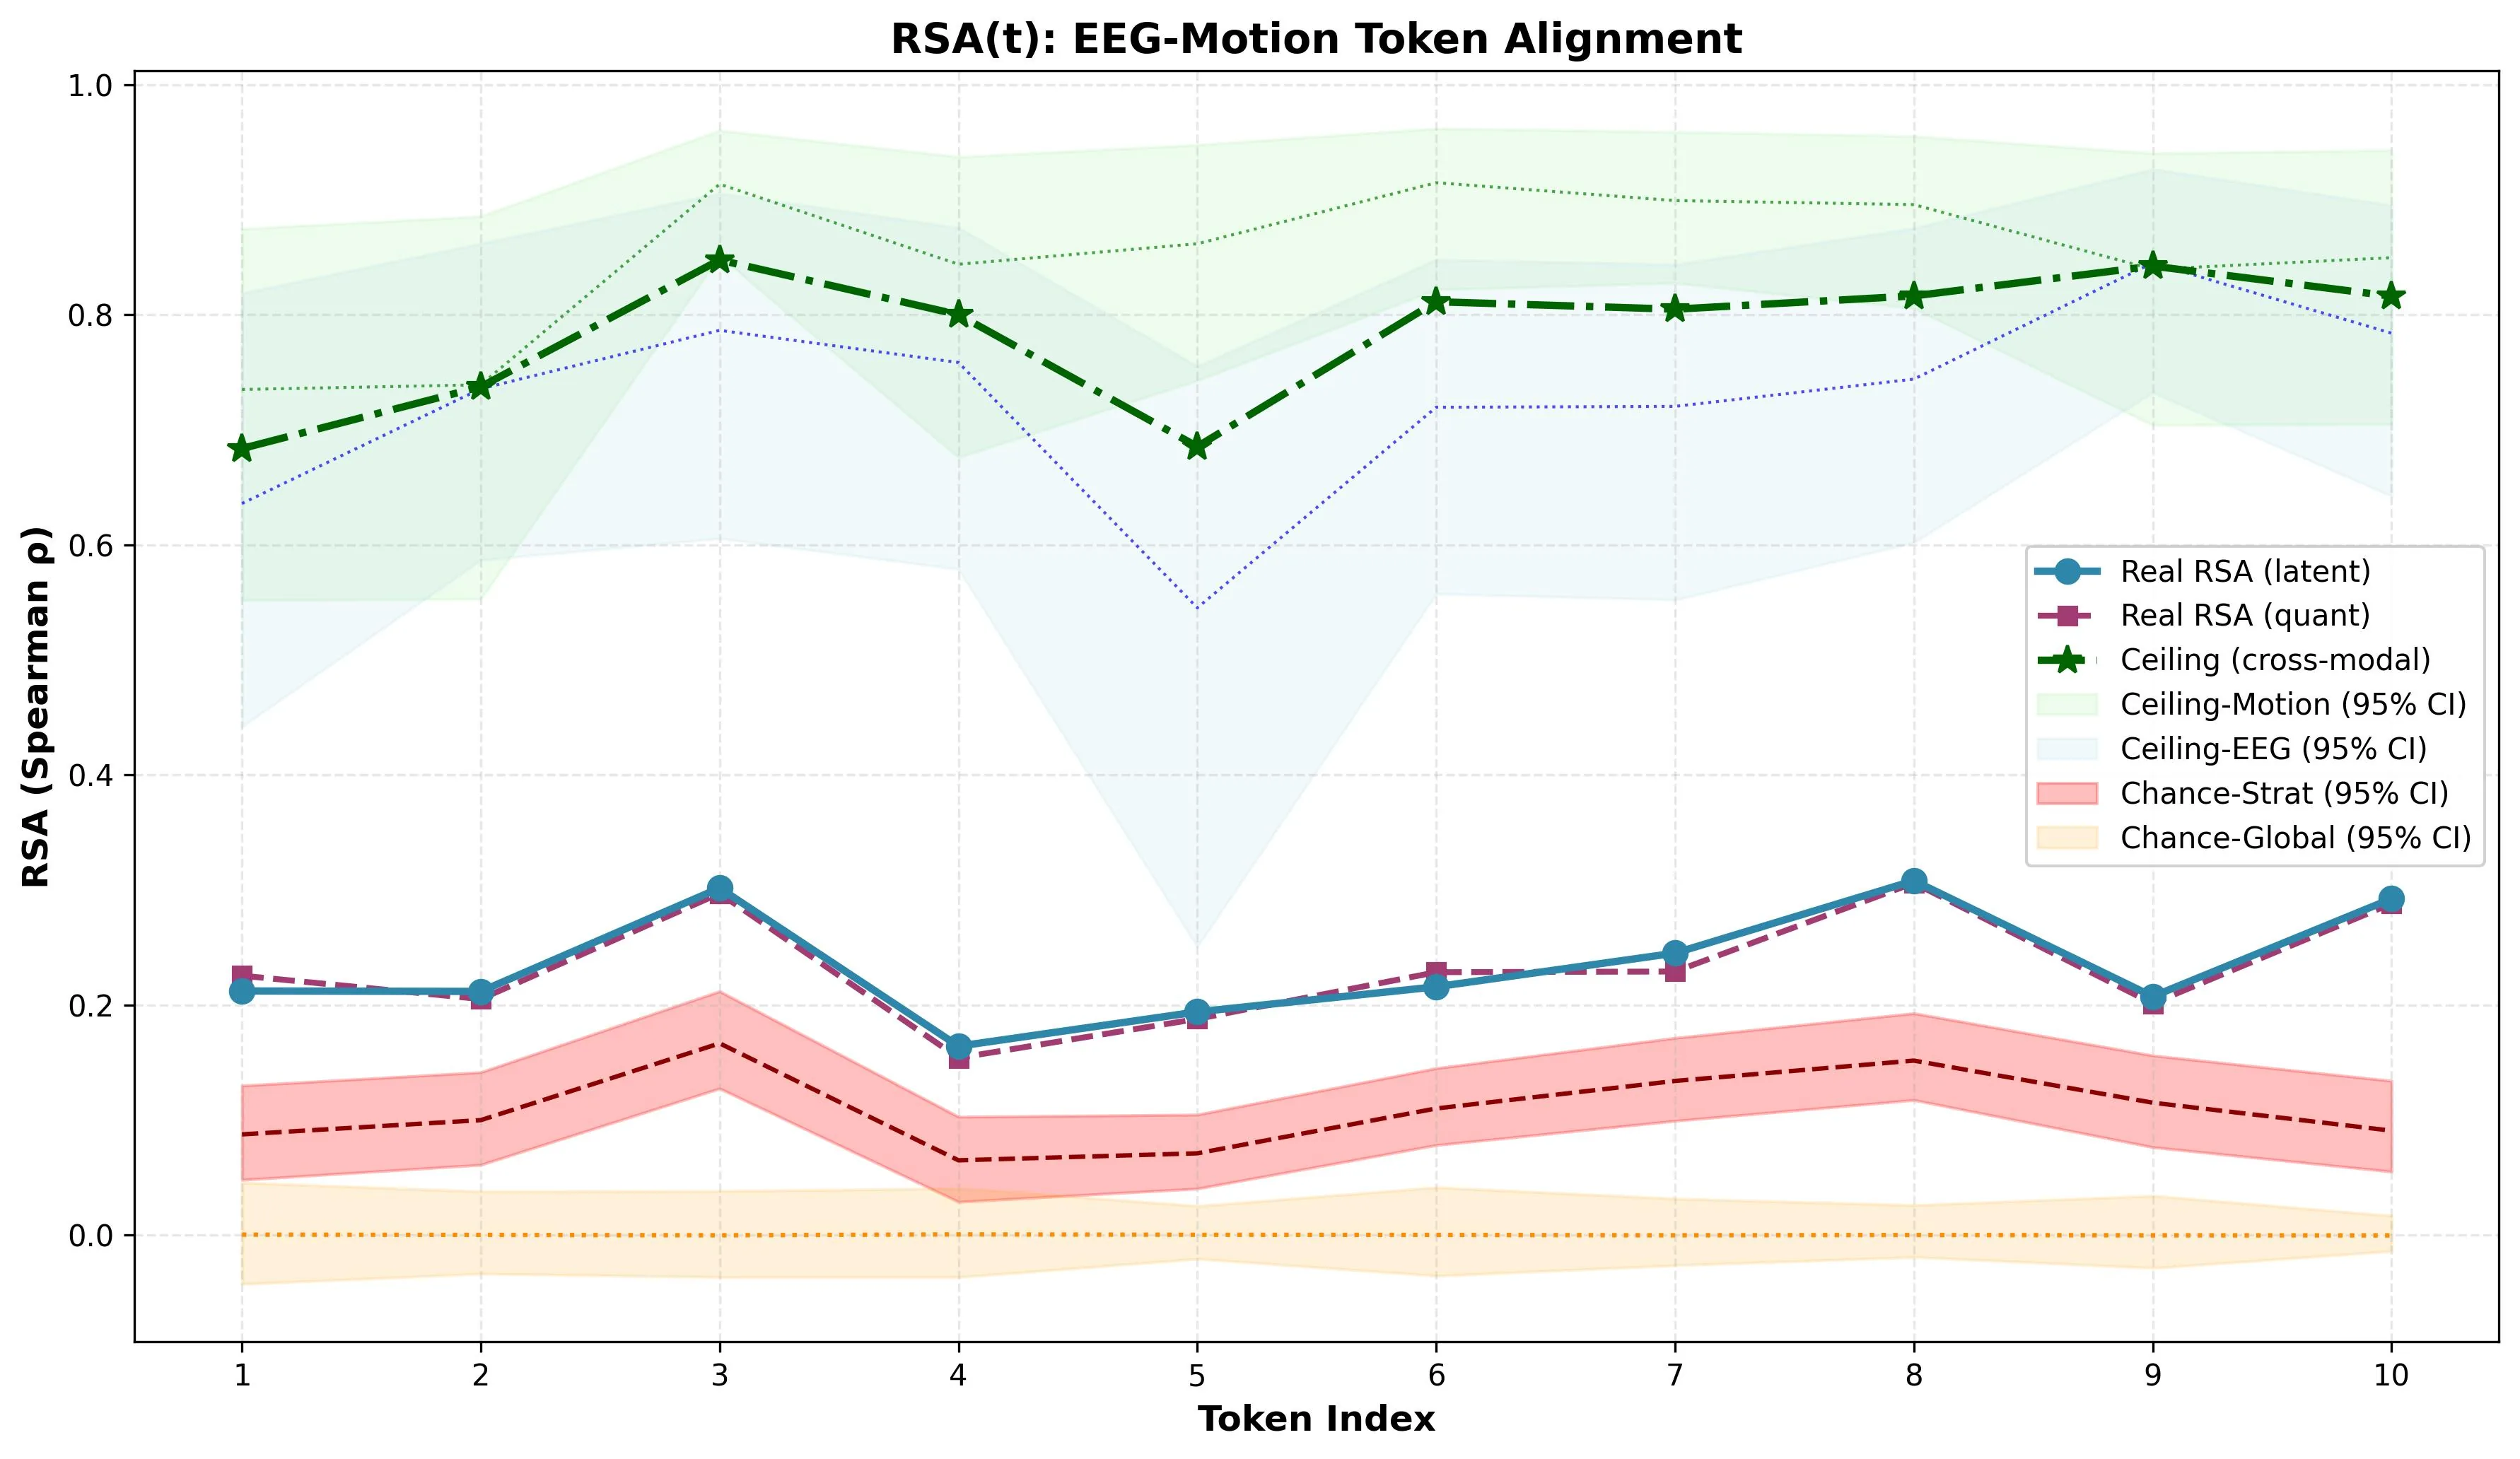 RSA(t): EEG-Motion Token Alignment
RSA (Spearman ρ)
1.0
0.8
0.6
0.4
0.2
0.0
Real RSA (latent)
Real RSA (quant)
Ceiling (cross-modal)
Ceiling-Motion (95% CI)
Ceiling-EEG (95% CI)
Chance-Strat (95% CI)
Chance-Global (95% CI)
1 2 3 4 5 6 7 8 9 10
Token Index